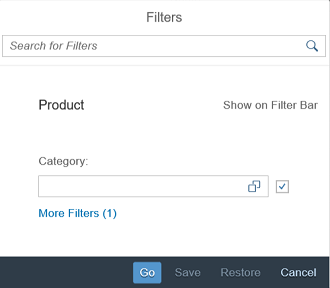 Filters
Search for Filters
Product Show on Filter Bar
Category:
More Filters (1)
Go Save Restore Cancel